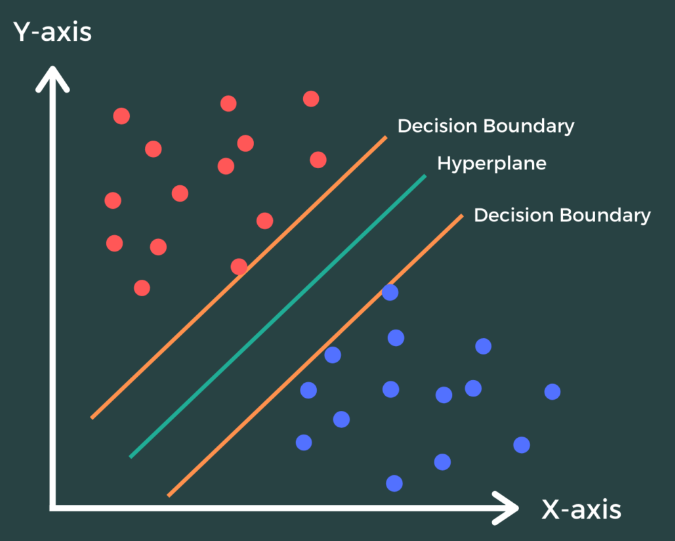 Y-axis
Decision Boundary
Hyperplane
Decision Boundary
X-axis